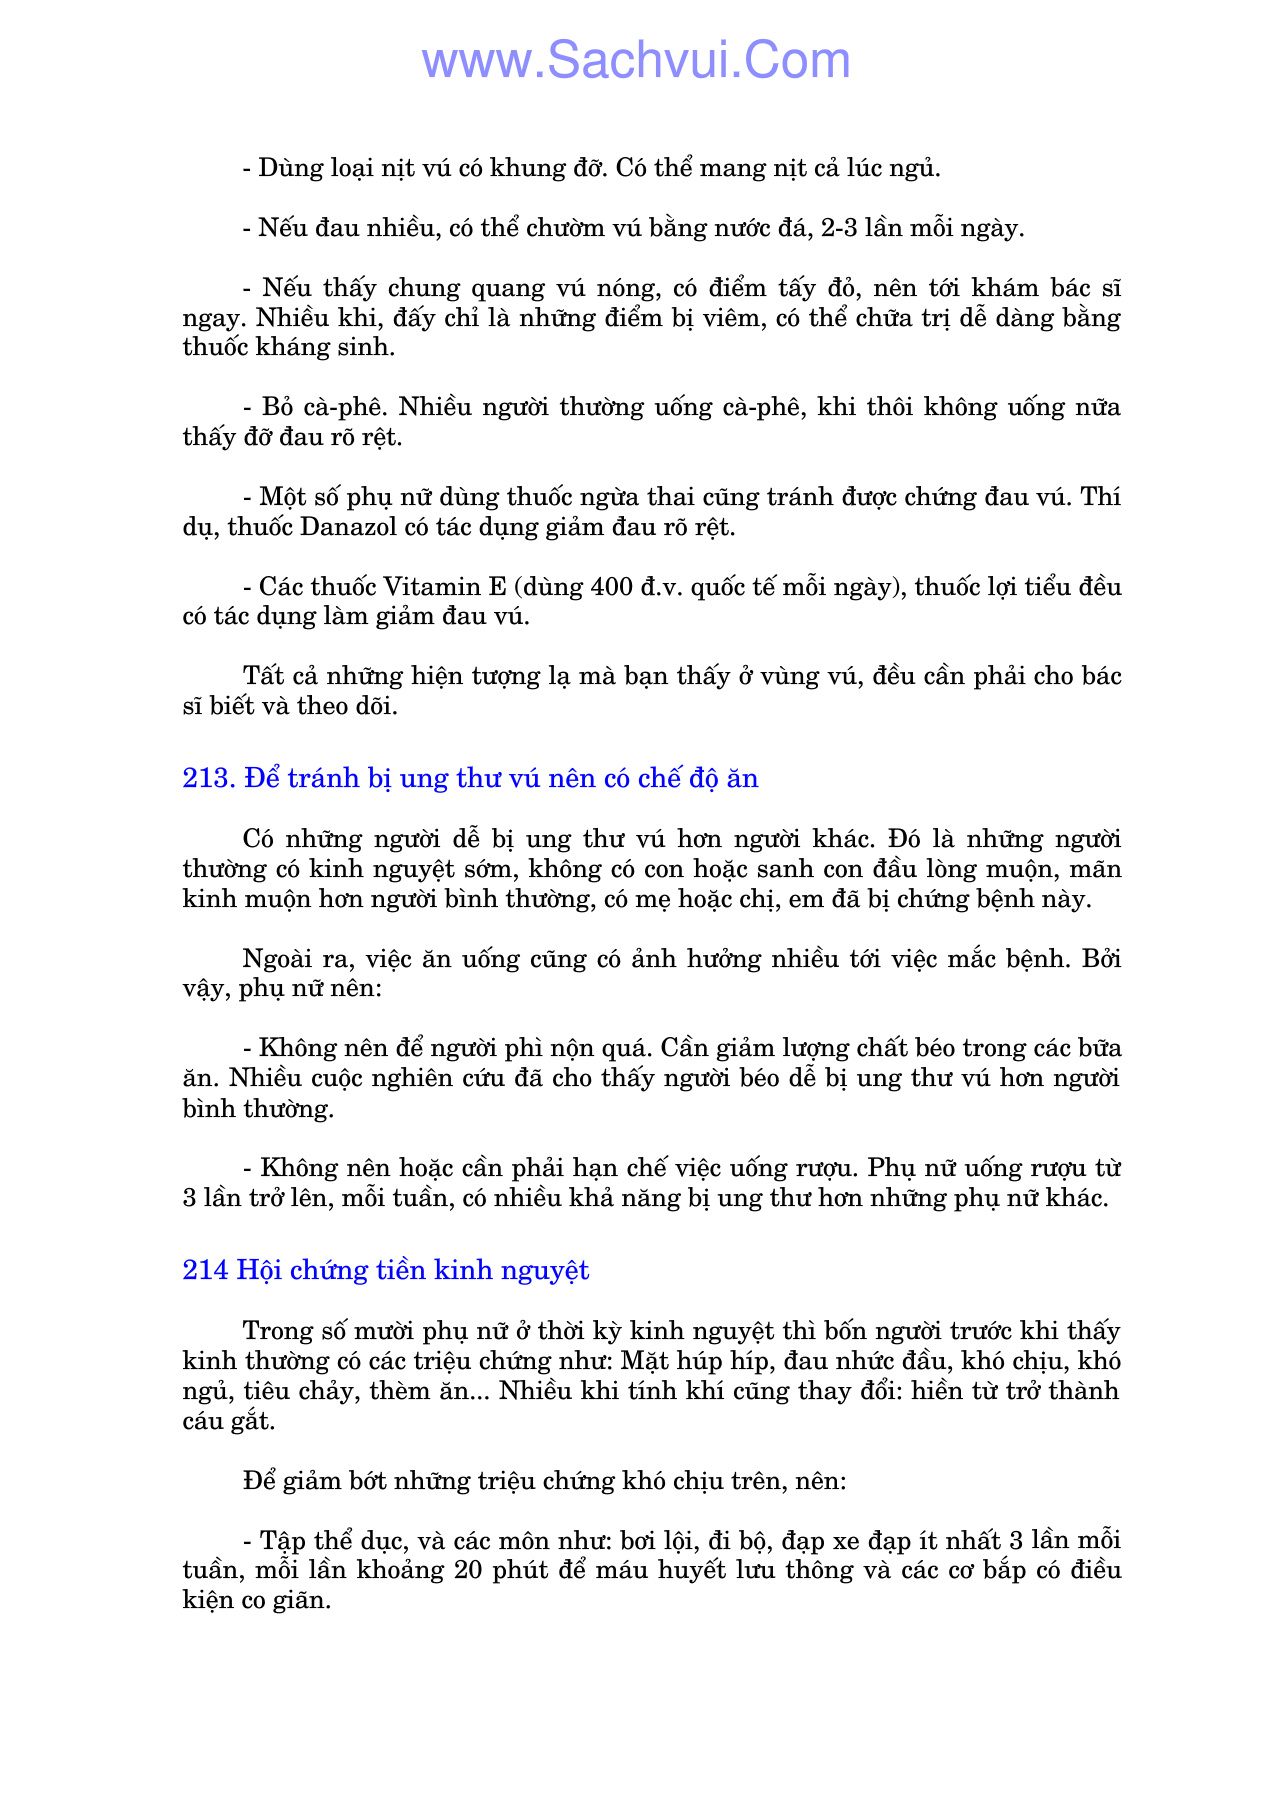 www.Sachvui.Com
- Dùng loại nịt vú có khung đỡ. Có thể mang nịt cả lúc ngủ.
- Nếu đau nhiều, có thể chườm vú bằng nước đá, 2-3 lần mỗi ngày.
- Nếu thấy chung quang vú nóng, có điểm tấy đỏ, nên tới khám bác sĩ
ngay. Nhiều khi, đấy chỉ là những điểm bị viêm, có thể chữa trị dễ dàng bằng
thuốc kháng sinh.
- Bỏ cà-phê. Nhiều người thường uống cà-phê, khi thôi không uống nữa
thấy đỡ đau rõ rệt.
- Một số phụ nữ dùng thuốc ngừa thai cũng tránh được chứng đau vú. Thí
dụ, thuốc Danazol có tác dụng giảm đau rõ rệt.
- Các thuốc Vitamin E (dùng 400 đ.v. quốc tế mỗi ngày), thuốc lợi tiểu đều
có tác dụng làm giảm đau vú.
Tất cả những hiện tượng lạ mà bạn thấy ở vùng vú, đều cần phải cho bác
sĩ biết và theo dõi.
213. Để tránh bị ung thư vú nên có chế độ ăn
Có những người dễ bị ung thư vú hơn người khác. Đó là những người
thường có kinh nguyệt sớm, không có con hoặc sanh con đầu lòng muộn, mãn
kinh muộn hơn người bình thường, có mẹ hoặc chị, em đã bị chứng bệnh này.
Ngoài ra, việc ăn uống cũng có ảnh hưởng nhiều tới việc mắc bệnh. Bởi
vậy, phụ nữ nên:
- Không nên để người phì nộn quá. Cần giảm lượng chất béo trong các bữa
ăn. Nhiều cuộc nghiên cứu đã cho thấy người béo dễ bị ung thư vú hơn người
bình thường.
- Không nên hoặc cần phải hạn chế việc uống rượu. Phụ nữ uống rượu từ
3 lần trở lên, mỗi tuần, có nhiều khả năng bị ung thư hơn những phụ nữ khác.
214 Hội chứng tiền kinh nguyệt
Trong số mười phụ nữ ở thời kỳ kinh nguyệt thì bốn người trước khi thấy
kinh thường có các triệu chứng như: Mặt húp híp, đau nhức đầu, khó chịu, khó
ngủ, tiêu chảy, thèm ăn... Nhiều khi tính khí cũng thay đổi: hiền từ trở thành
cáu gắt.
Để giảm bớt những triệu chứng khó chịu trên, nên:
- Tập thể dục, và các môn như: bơi lội, đi bộ, đạp xe đạp ít nhất 3 lần mỗi
tuần, mỗi lần khoảng 20 phút để máu huyết lưu thông và các cơ bắp có điều
kiện co giãn.